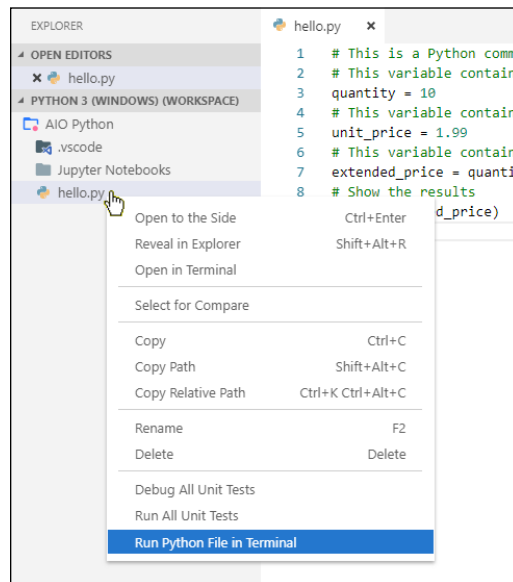 EXPLORER
OPEN EDITORS
hello.py
PYTHON 3 (WINDOWS) (WORKSPACE)
AIO Python
.vscode
Jupyter Notebooks
hello.py
hello.py
1 # This is a Python comm
2 # This variable contain
3 quantity = 10
4 # This variable contain
5 unit_price = 1.99
6 # This variable contain
7 extended_price = quanti
8 # Show the results
d_price)
Open to the Side Ctrl+Enter
Reveal in Explorer Shift+Alt+R
Open in Terminal
Select for Compare
Copy Ctrl+C
Copy Path Shift+Alt+C
Copy Relative Path Ctrl+K Ctrl+Alt+C
Rename F2
Delete Delete
Debug All Unit Tests
Run All Unit Tests
Run Python File in Terminal